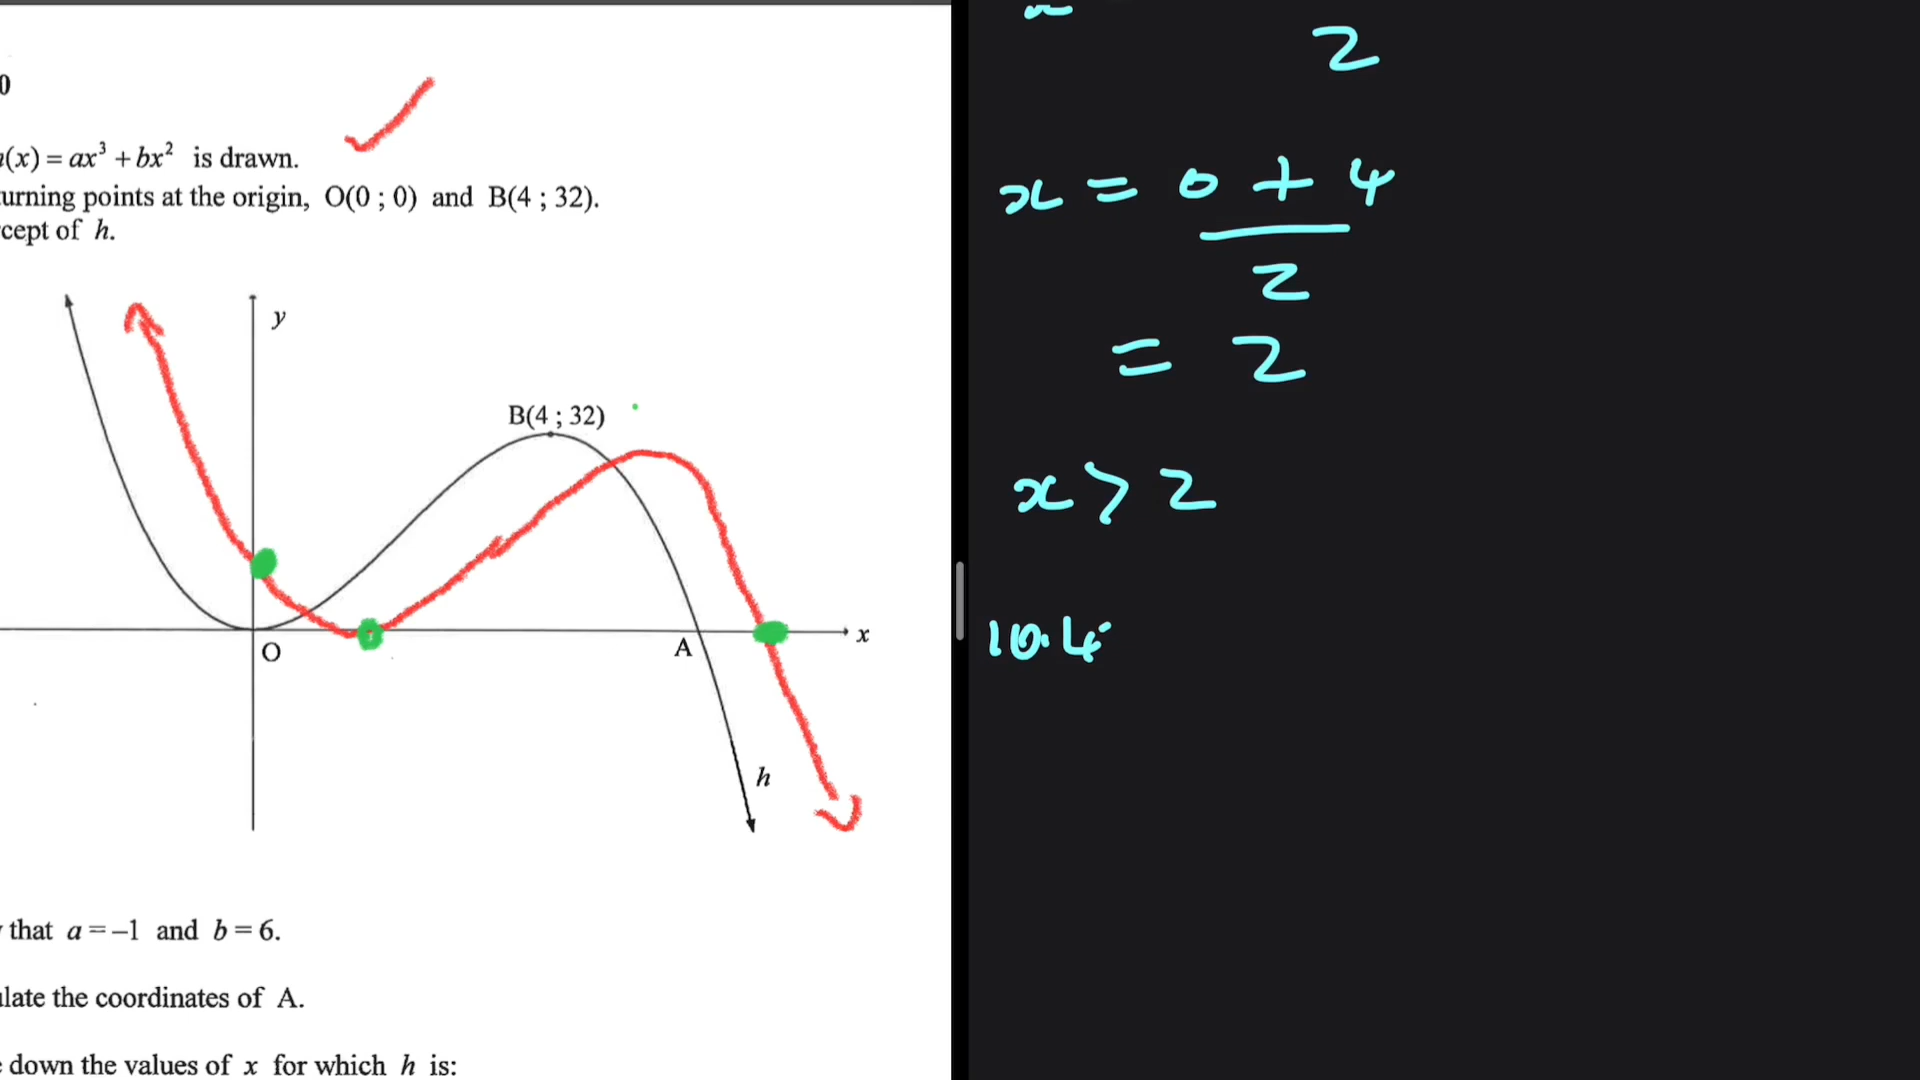 0
(x) = ax³ + bx² is drawn.
urning points at the origin, O(0 ; 0) and B(4 ; 32).
cept of h.
y
B(4 ; 32)
O
A
x
h
that a = –1 and b = 6.
late the coordinates of A.
down the values of x for which h is:
2
x = 0 + 4
2
= 2
x > 2
10.4